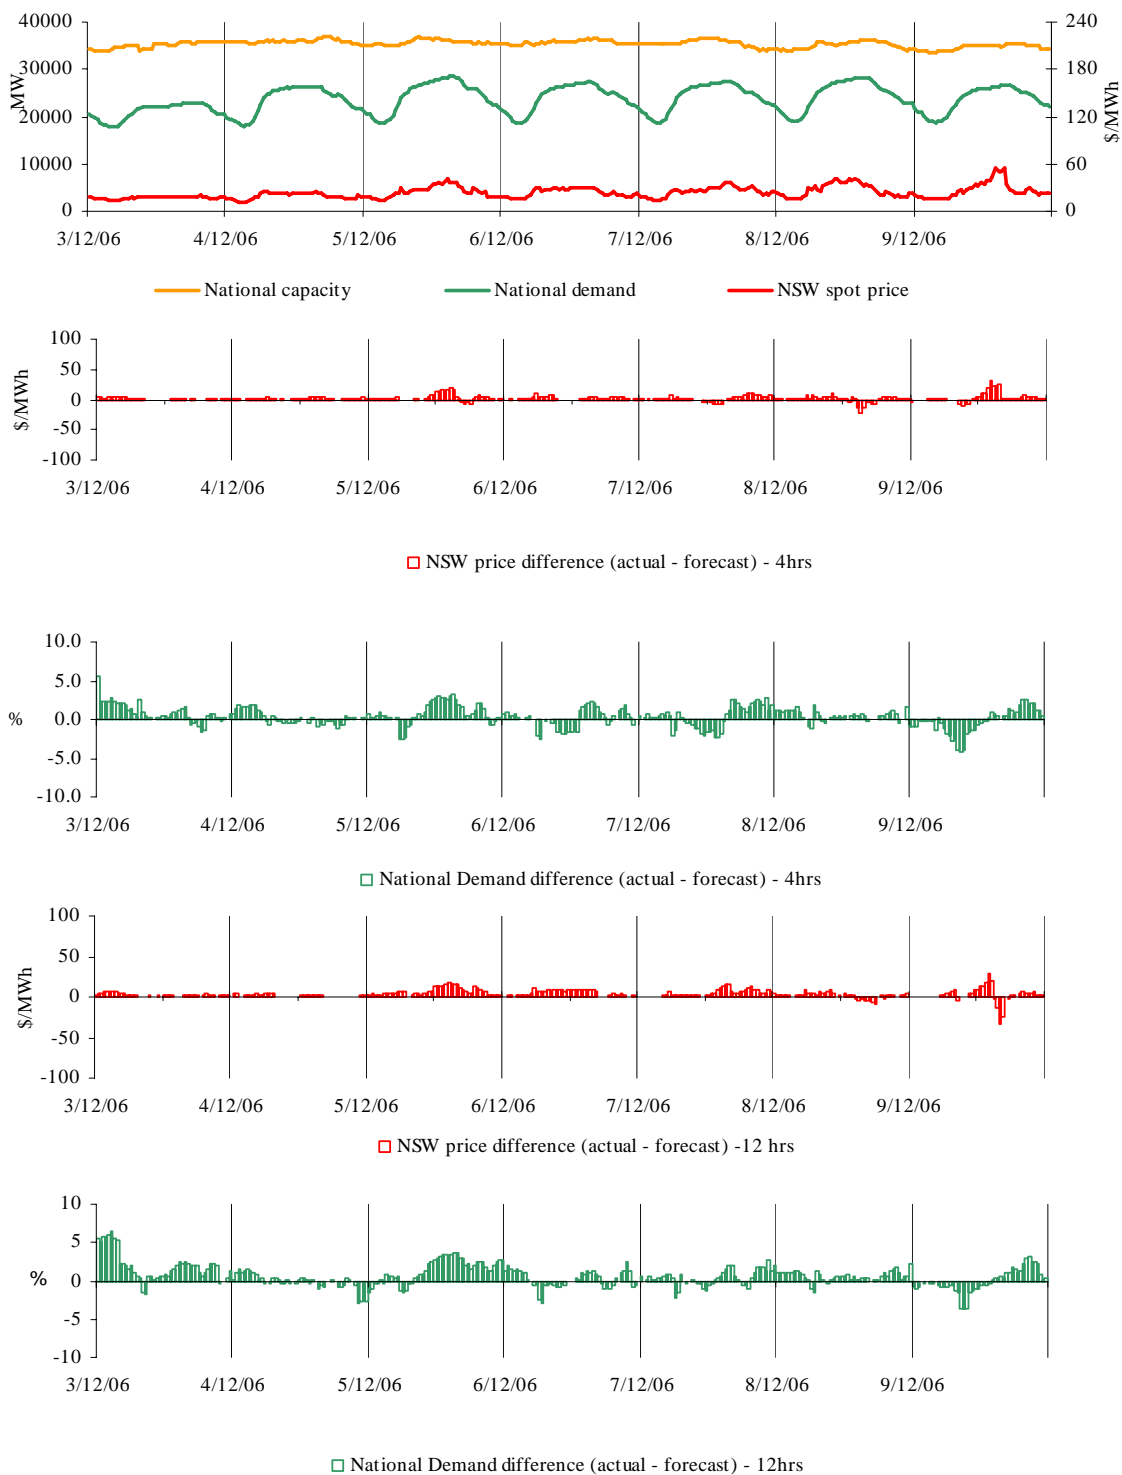 40000
30000
20000
10000
0
MW
240
180
120
60
0
$/MWh
3/12/06 4/12/06 5/12/06 6/12/06 7/12/06 8/12/06 9/12/06
National capacity National demand NSW spot price
100
50
0
-50
-100
$/MWh
3/12/06 4/12/06 5/12/06 6/12/06 7/12/06 8/12/06 9/12/06
NSW price difference (actual - forecast) - 4hrs
10.0
5.0
0.0
-5.0
-10.0
%
3/12/06 4/12/06 5/12/06 6/12/06 7/12/06 8/12/06 9/12/06
National Demand difference (actual - forecast) - 4hrs
100
50
0
-50
-100
$/MWh
3/12/06 4/12/06 5/12/06 6/12/06 7/12/06 8/12/06 9/12/06
NSW price difference (actual - forecast) -12 hrs
10
5
0
-5
-10
%
3/12/06 4/12/06 5/12/06 6/12/06 7/12/06 8/12/06 9/12/06
National Demand difference (actual - forecast) - 12hrs